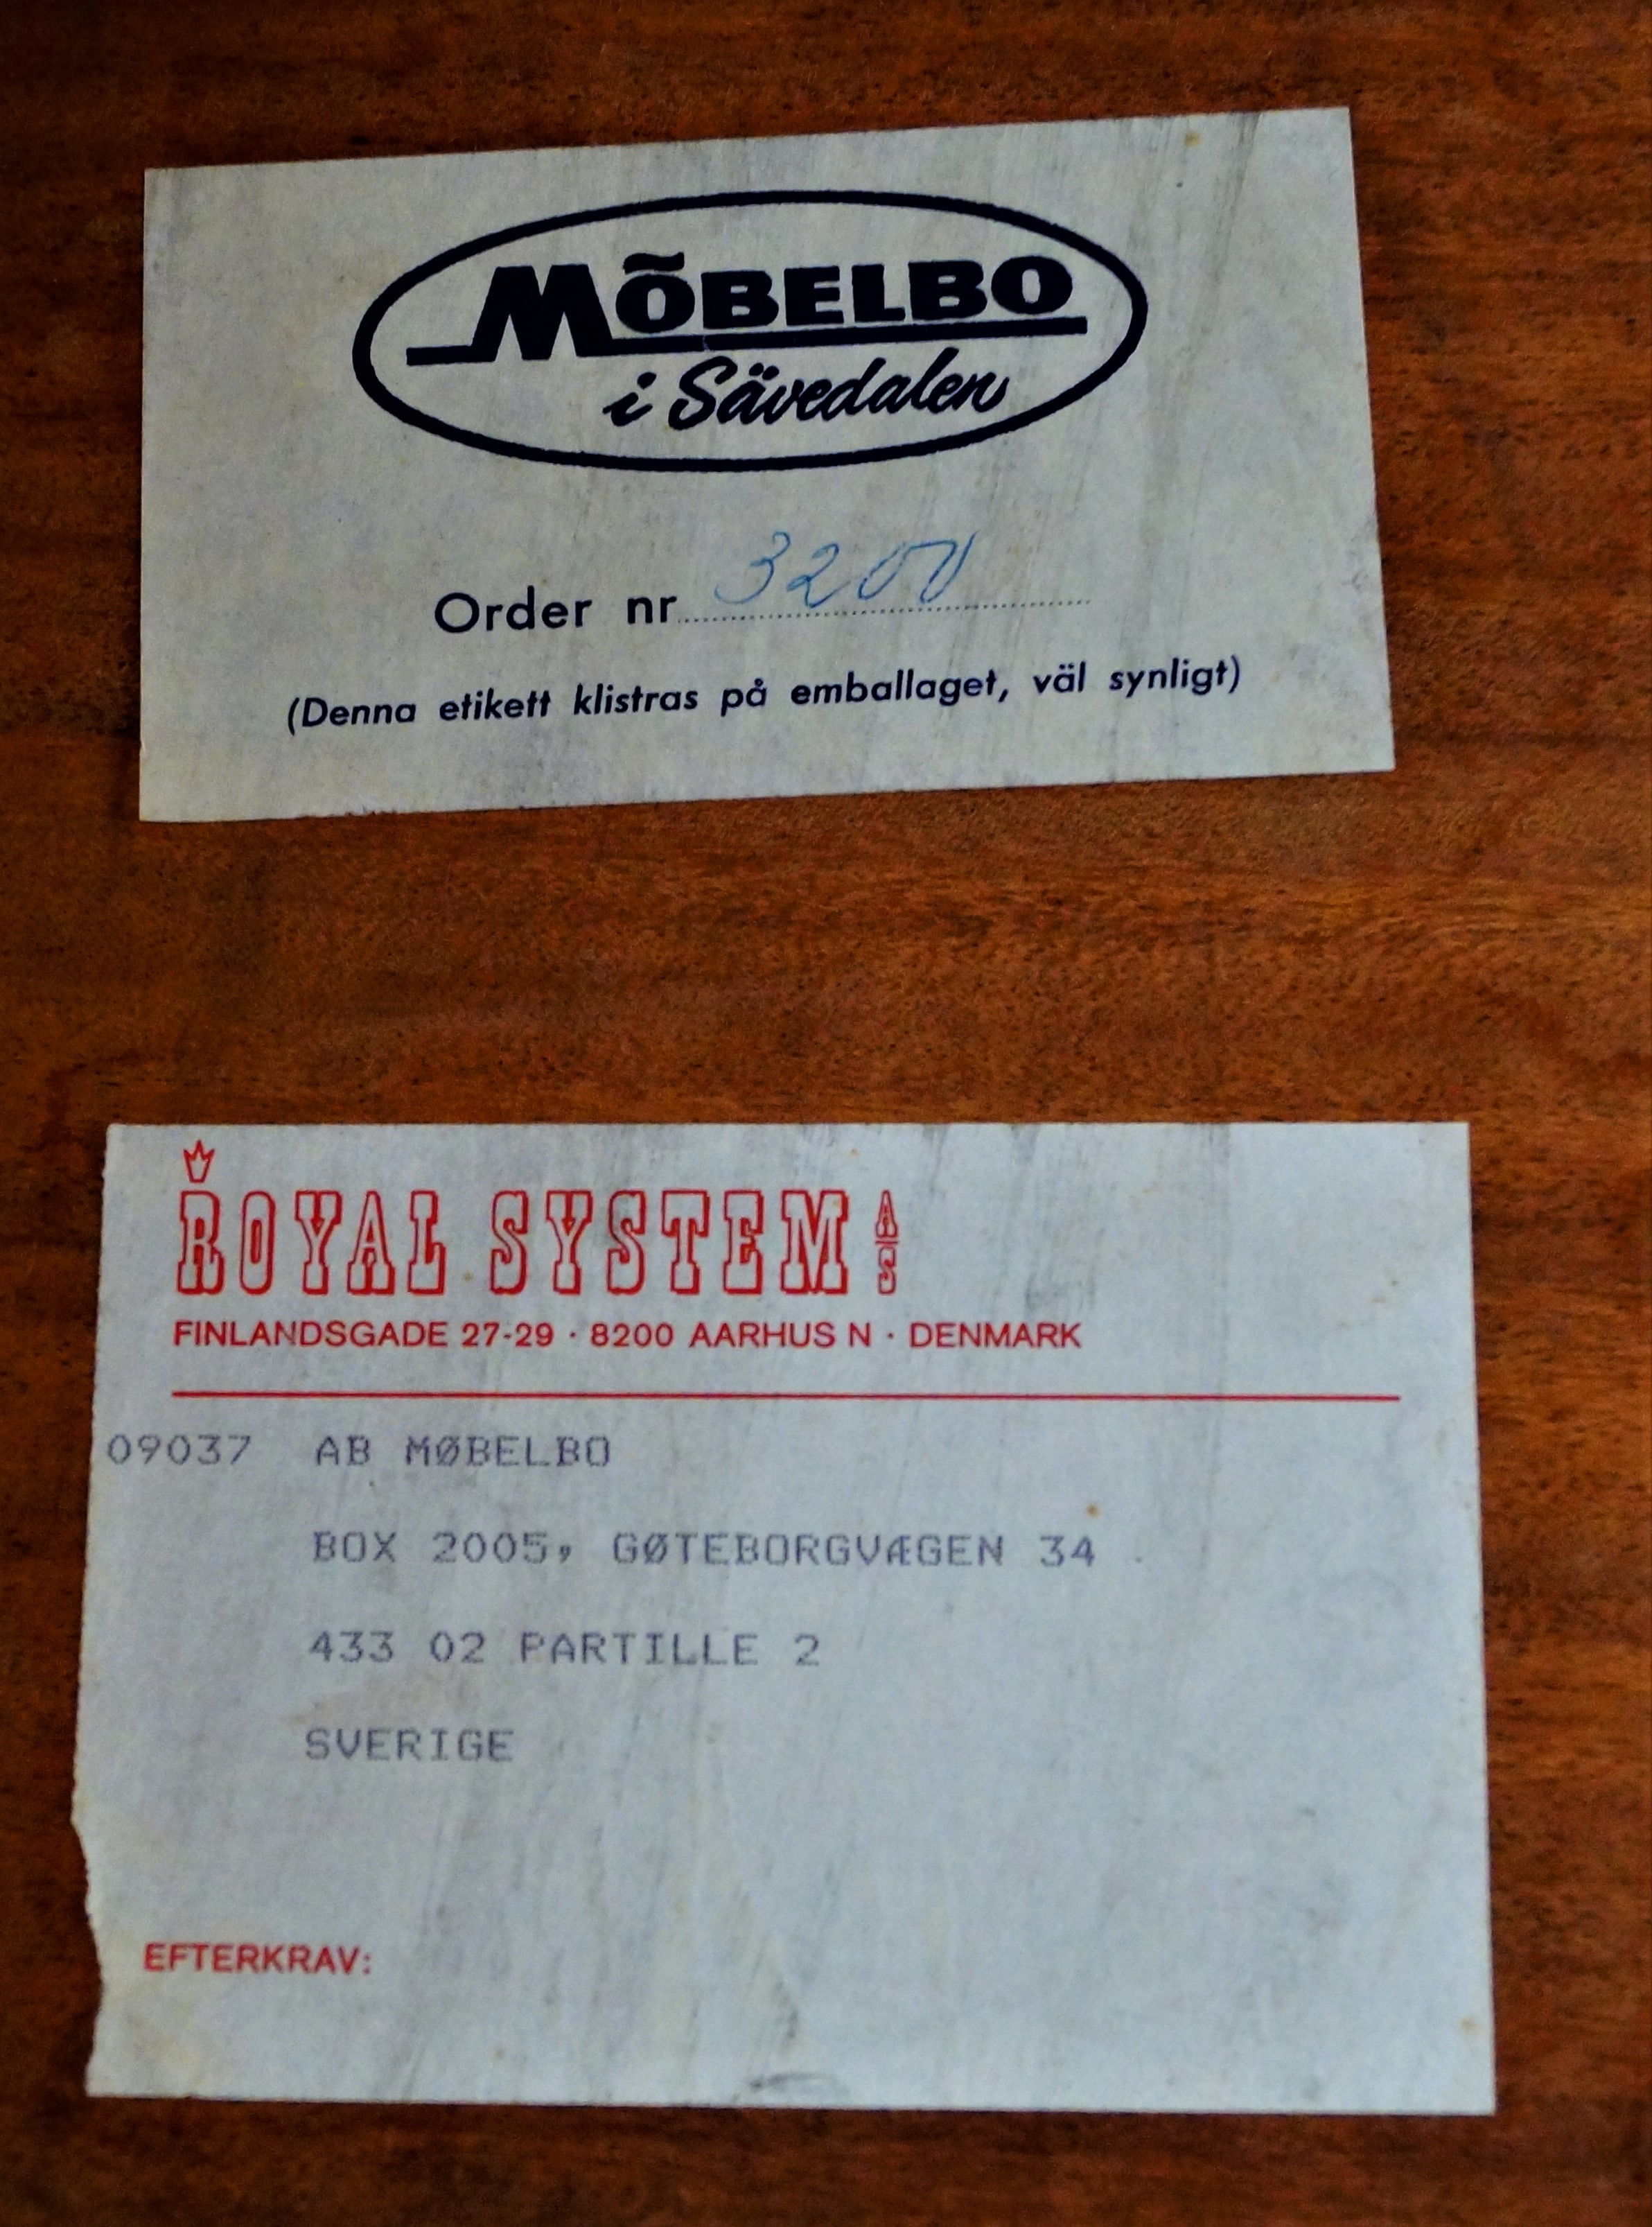 MÖBELBO
i Sävedalen
Order nr 3200
(Denna etikett klistras på emballaget, väl synligt)
ROYAL SYSTEM A/S
FINLANDSGADE 27-29 · 8200 AARHUS N · DENMARK
09037 AB MØBELBO
BOX 2005, GØTEBORGVÆGEN 34
433 02 PARTILLE 2
SVERIGE
EFTERKRAV: